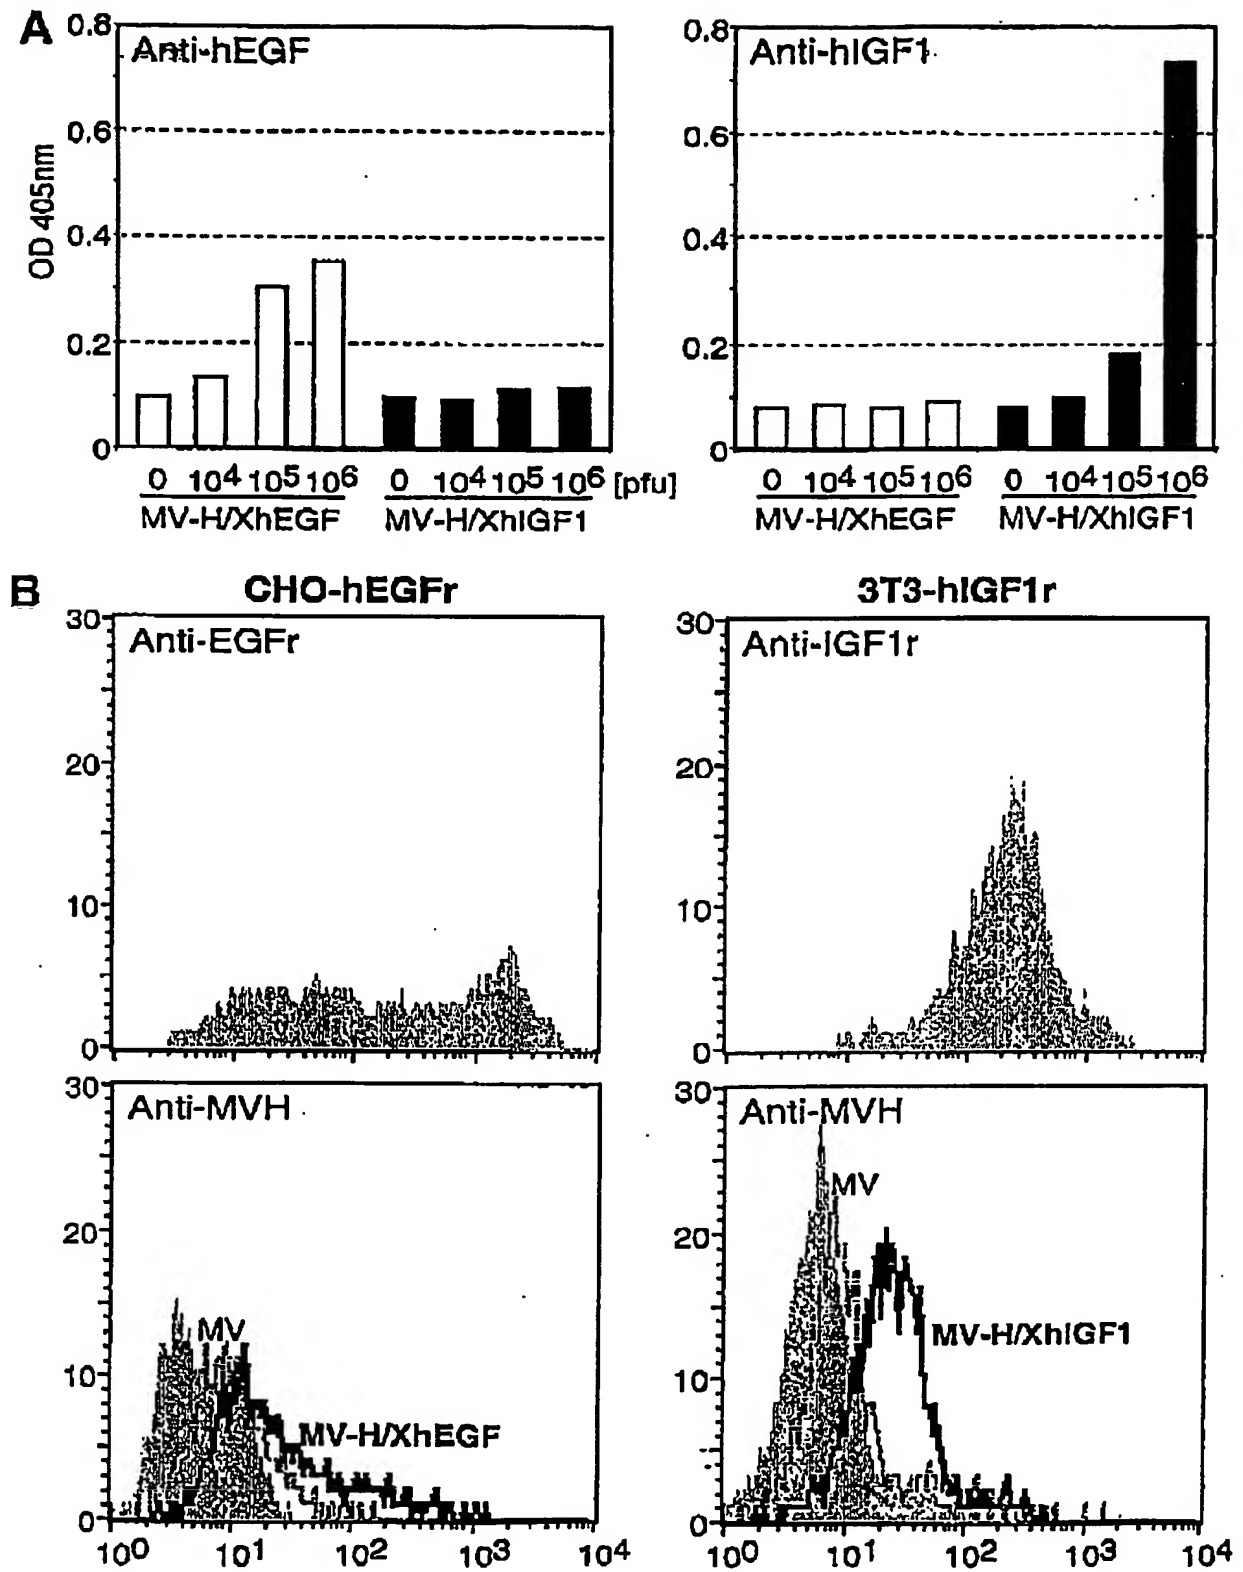 A
Anti-hEGF
Anti-hIGF1
0.8
0.6
0.4
0.2
0
OD 405nm
0.8
0.6
0.4
0.2
0
0 10⁴ 10⁵ 10⁶ 0 10⁴ 10⁵ 10⁶ [pfu]
MV-H/XhEGF MV-H/XhIGF1
0 10⁴ 10⁵ 10⁶ 0 10⁴ 10⁵ 10⁶
MV-H/XhEGF MV-H/XhIGF1
B
CHO-hEGFr
3T3-hIGF1r
Anti-EGFr
30
20
10
0
Anti-IGF1r
30
20
10
0
Anti-MVH
30
20
10
0
MV
MV-H/XhEGF
10⁰ 10¹ 10² 10³ 10⁴
Anti-MVH
30
20
10
0
MV
MV-H/XhIGF1
10⁰ 10¹ 10² 10³ 10⁴